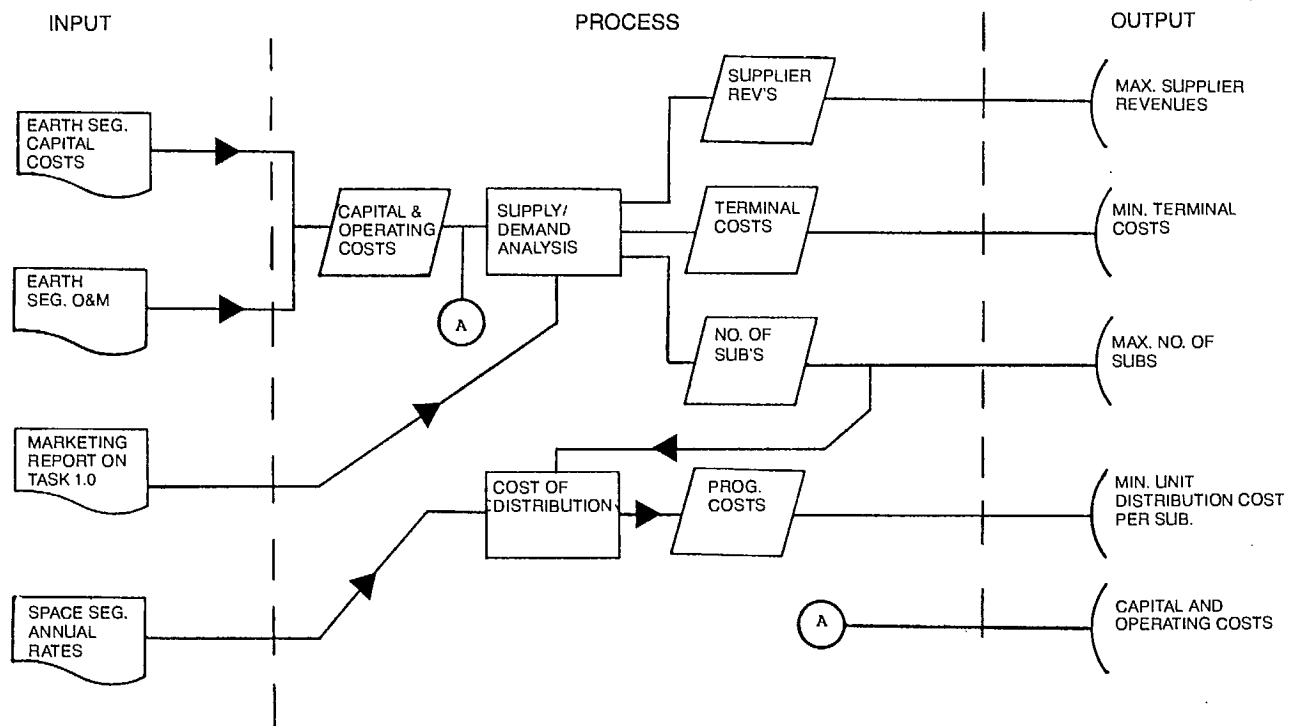 INPUT
PROCESS
OUTPUT
EARTH SEG.
CAPITAL
COSTS
EARTH
SEG. O&M
MARKETING
REPORT ON
TASK 1.0
SPACE SEG.
ANNUAL
RATES
CAPITAL &
OPERATING
COSTS
A
SUPPLY/
DEMAND
ANALYSIS
COST OF
DISTRIBUTION
SUPPLIER
REV'S
TERMINAL
COSTS
NO. OF
SUB'S
PROG.
COSTS
A
MAX. SUPPLIER
REVENUES
MIN. TERMINAL
COSTS
MAX. NO. OF
SUBS
MIN. UNIT
DISTRIBUTION COST
PER SUB.
CAPITAL AND
OPERATING COSTS